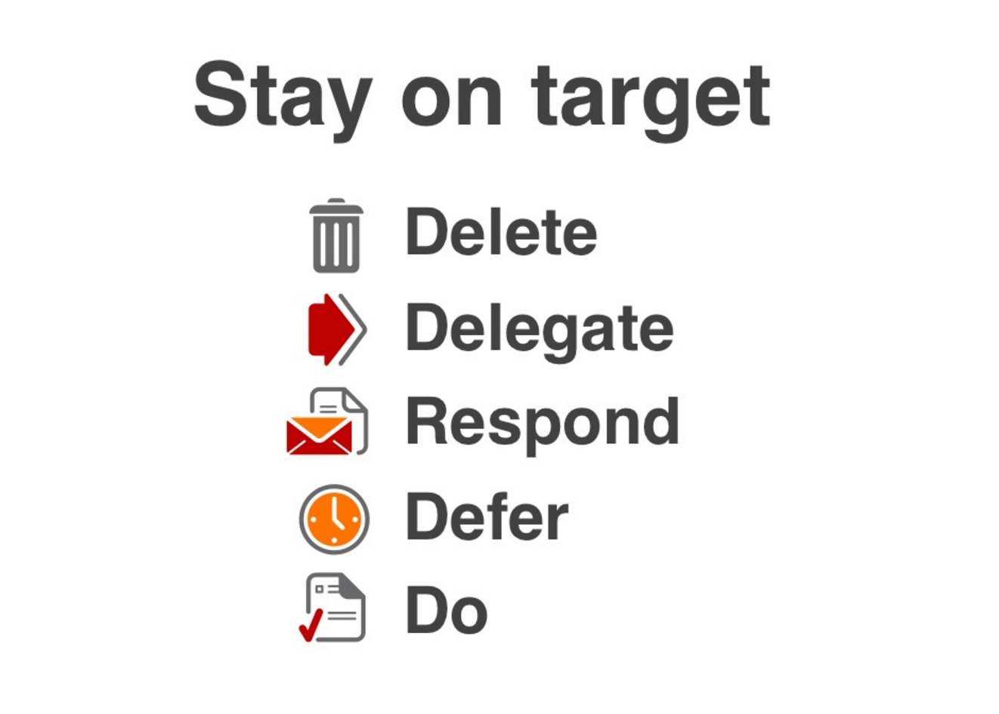 Stay on target
Delete
Delegate
Respond
Defer
Do